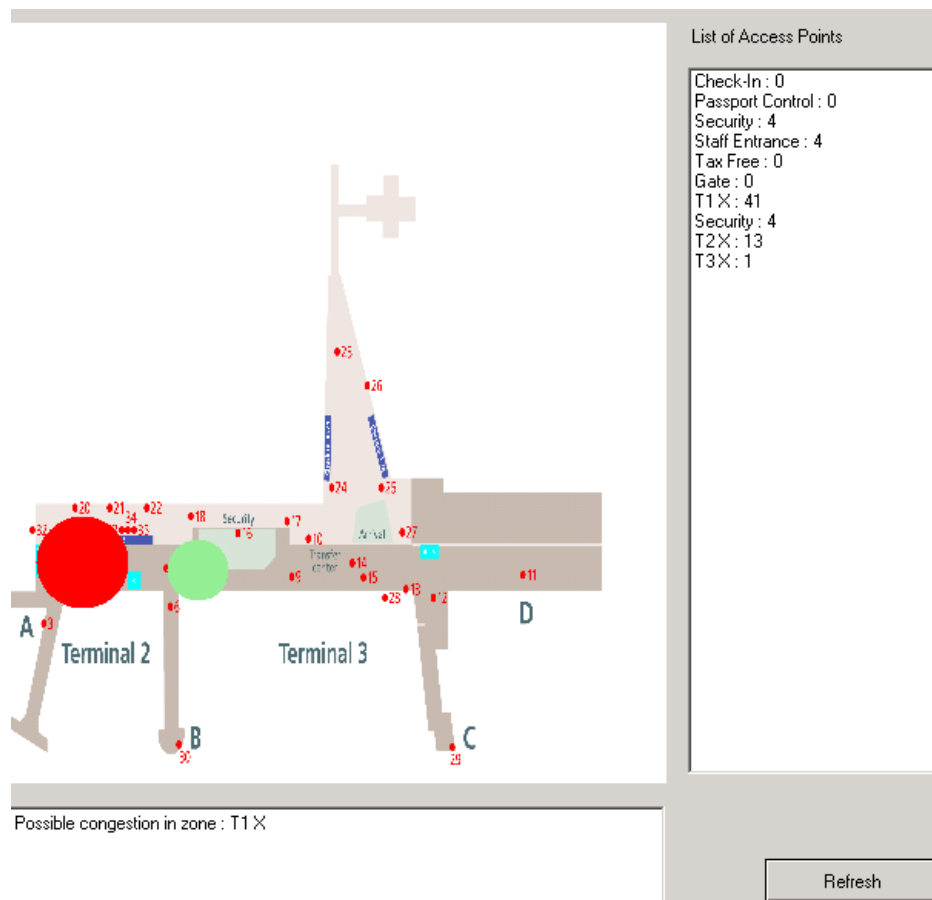 List of Access Points
Check-In : 0
Passport Control : 0
Security : 4
Staff Entrance : 4
Tax Free : 0
Gate : 0
T1 X : 41
Security : 4
T2 X : 13
T3 X : 1
25
26
24
25
20
21
22
34
18
Security
17
32
33
16
10
Arrival
27
Transfer
center
14
9
15
13
11
28
12
6
A
3
D
Terminal 2
Terminal 3
B
C
30
29
Possible congestion in zone : T1 X
Refresh